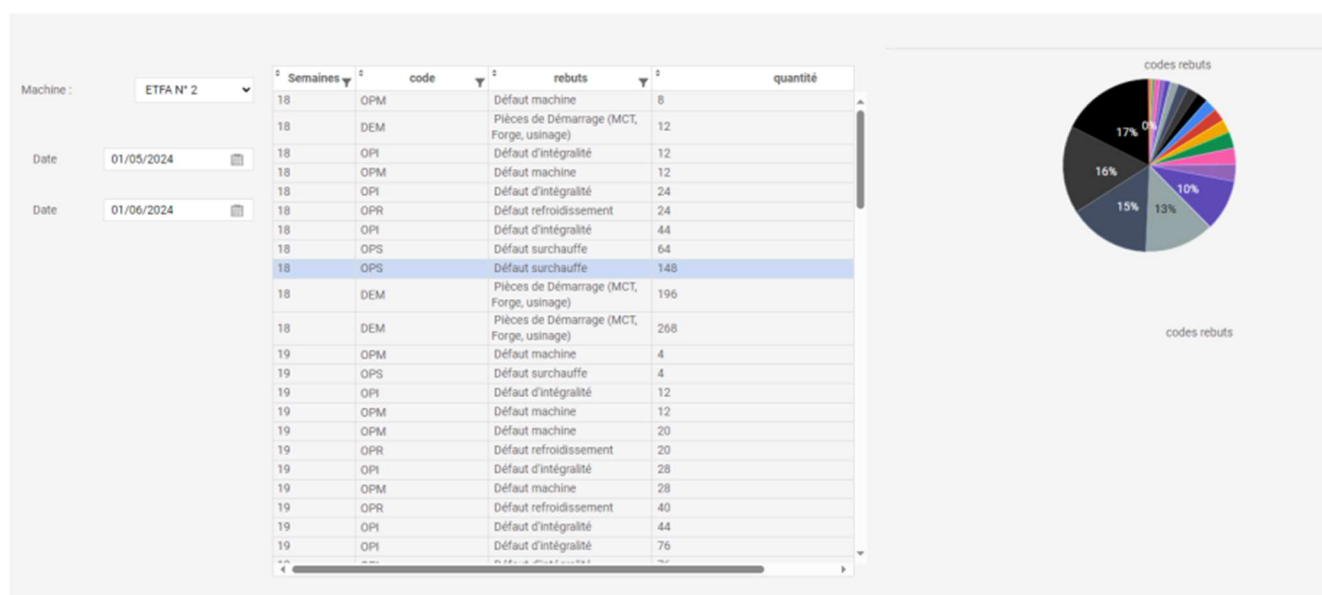 codes rebuts
Machine : ETFA N° 2
Date 01/05/2024
Date 01/06/2024
Semaines code rebuts quantité
18 OPM Défaut machine 8
18 DEM Pièces de Démarrage (MCT,
Forge, usinage) 12
18 OPI Défaut d'intégralité 12
18 OPM Défaut machine 12
18 OPI Défaut d'intégralité 24
18 OPR Défaut refroidissement 24
18 OPI Défaut d'intégralité 44
18 OPS Défaut surchauffe 64
18 OPS Défaut surchauffe 148
18 DEM Pièces de Démarrage (MCT,
Forge, usinage) 196
18 DEM Pièces de Démarrage (MCT,
Forge, usinage) 268
19 OPM Défaut machine 4
19 OPS Défaut surchauffe 4
19 OPI Défaut d'intégralité 12
19 OPM Défaut machine 12
19 OPM Défaut machine 20
19 OPR Défaut refroidissement 20
19 OPI Défaut d'intégralité 28
19 OPM Défaut machine 28
19 OPR Défaut refroidissement 40
19 OPI Défaut d'intégralité 44
19 OPI Défaut d'intégralité 76
17% 0%
16%
10%
15% 13%
codes rebuts